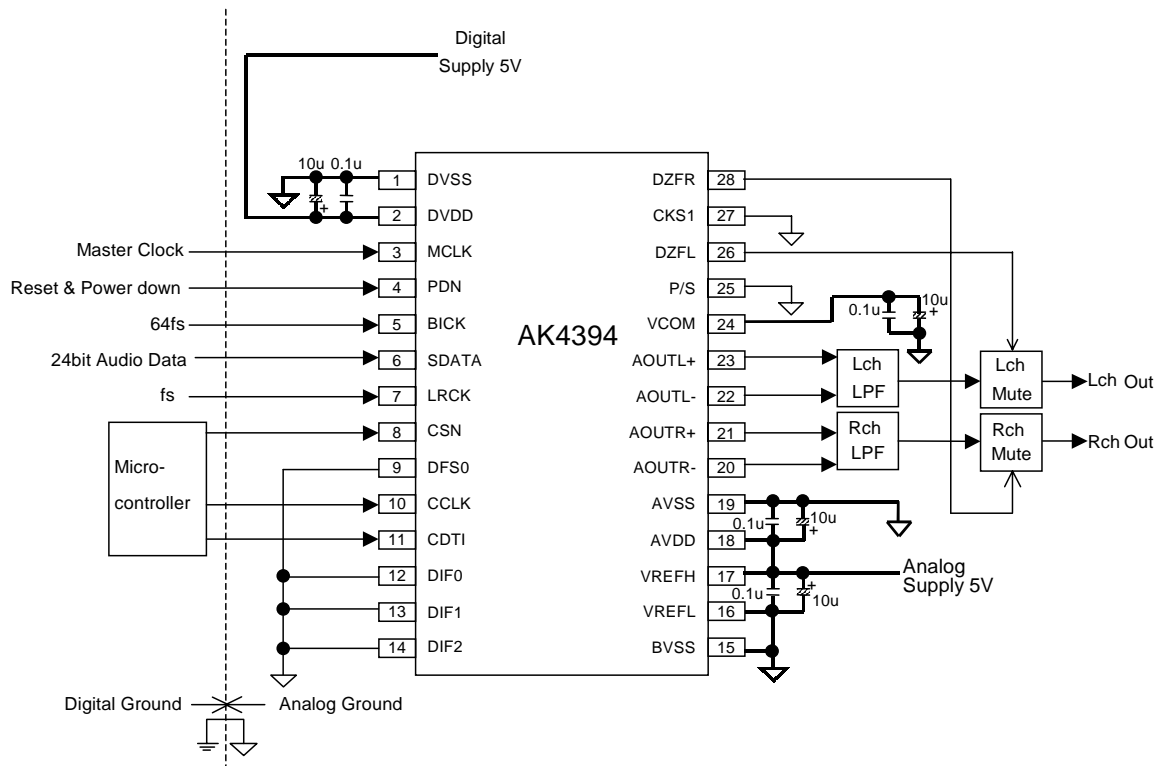 Digital
Supply 5V
10u 0.1u
1 DVSS
2 DVDD
Master Clock 3 MCLK
Reset & Power down 4 PDN
64fs 5 BICK
24bit Audio Data 6 SDATA
fs 7 LRCK
8 CSN
9 DFS0
Micro-
controller
10 CCLK
11 CDTI
12 DIF0
13 DIF1
14 DIF2
AK4394
DZFR 28
CKS1 27
DZFL 26
P/S 25
VCOM 24
0.1u 10u
+
AOUTL+ 23
AOUTL- 22
AOUTR+ 21
AOUTR- 20
AVSS 19
0.1u 10u
+
AVDD 18
VREFH 17
0.1u 10u
+
VREFL 16
BVSS 15
Lch
LPF
Rch
LPF
Lch
Mute
Rch
Mute
Lch Out
Rch Out
Analog
Supply 5V
+
Digital Ground
Analog Ground